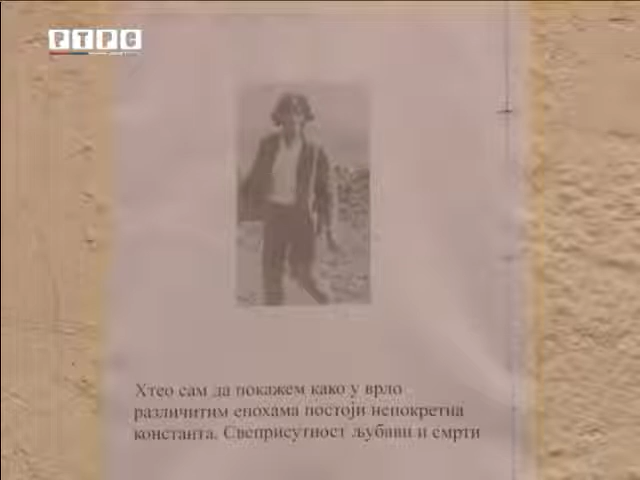 РТРС
Хтео сам да покажем како у врло
различитим епохама постоји непокретна
константа. Свеприсутност љубави и смрти